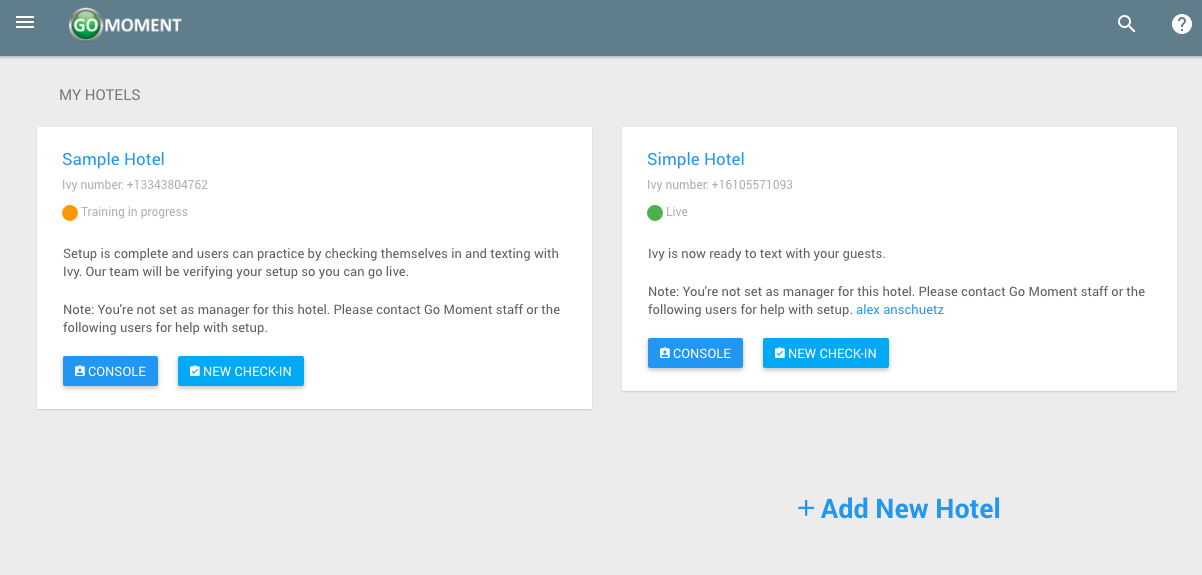 GO MOMENT
MY HOTELS
Sample Hotel
Ivy number: +13343804762
Training in progress
Setup is complete and users can practice by checking themselves in and texting with
Ivy. Our team will be verifying your setup so you can go live.
Note: You're not set as manager for this hotel. Please contact Go Moment staff or the
following users for help with setup.
CONSOLE
NEW CHECK-IN
Simple Hotel
Ivy number: +16105571093
Live
Ivy is now ready to text with your guests.
Note: You're not set as manager for this hotel. Please contact Go Moment staff or the
following users for help with setup. alex anschuetz
CONSOLE
NEW CHECK-IN
+ Add New Hotel